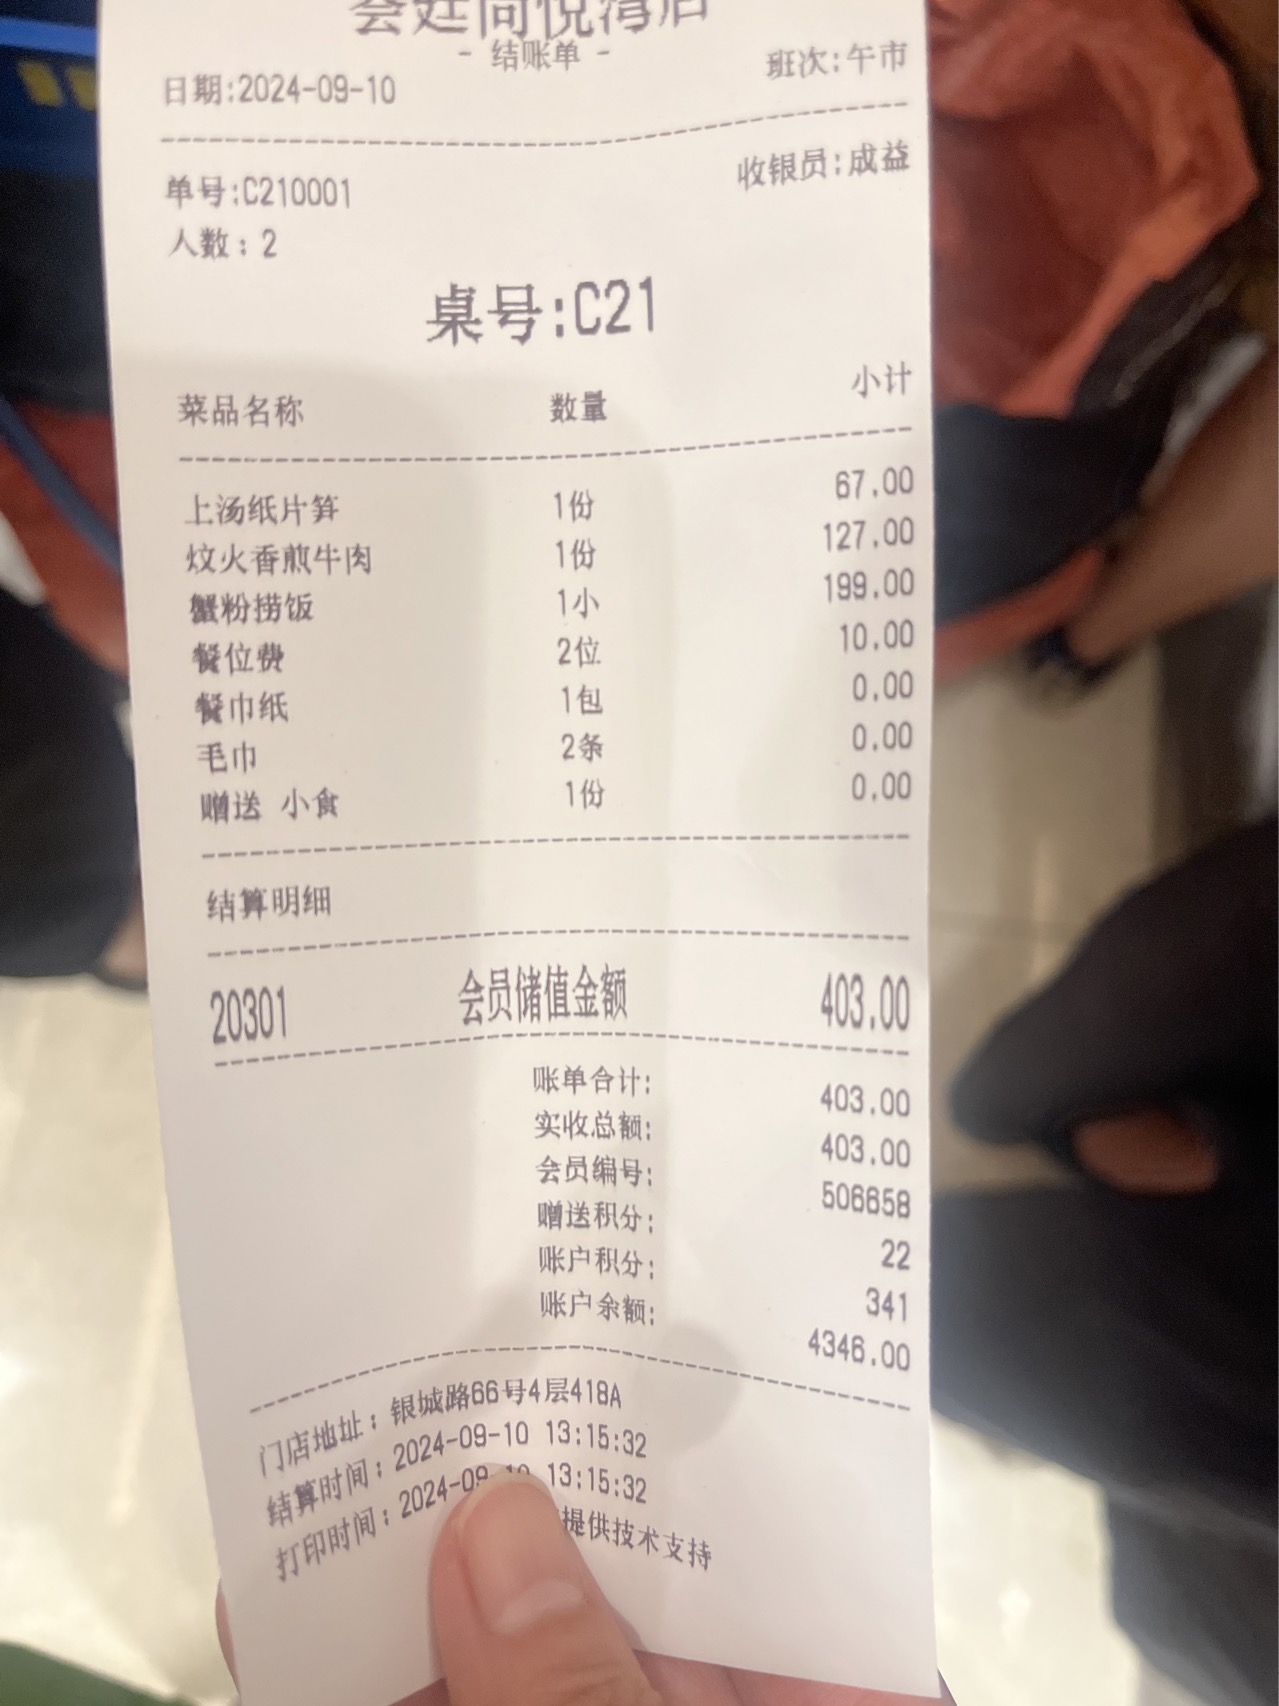 尚悦湾店
- 结账单 -
日期:2024-09-10 班次:午市
单号:C210001 收银员:成益
人数:2
桌号:C21
菜品名称 数量 小计
上汤纸片笋 1份 67.00
炆火香煎牛肉 1份 127.00
蟹粉捞饭 1小 199.00
餐位费 2位 10.00
餐巾纸 1包 0.00
毛巾 2条 0.00
赠送 小食 1份 0.00
结算明细
20301 会员储值金额 403.00
账单合计: 403.00
实收总额: 403.00
会员编号: 506658
赠送积分: 22
账户积分: 341
账户余额: 4346.00
门店地址:银城路66号4层418A
结算时间:2024-09-10 13:15:32
打印时间:2024-09-10 13:15:32
提供技术支持